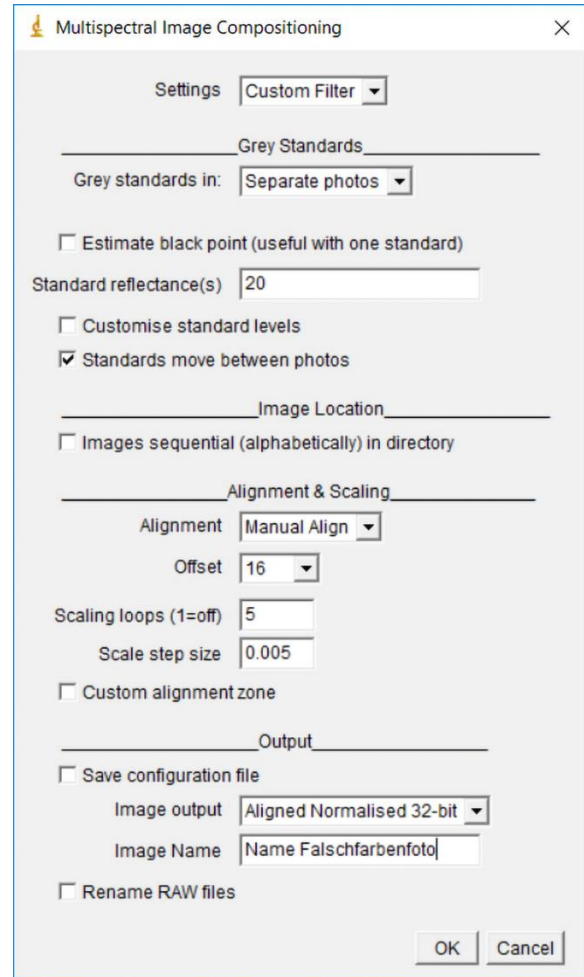 Multispectral Image Compositioning
Settings Custom Filter
Grey Standards
Grey standards in: Separate photos
Estimate black point (useful with one standard)
Standard reflectance(s) 20
Customise standard levels
Standards move between photos
Image Location
Images sequential (alphabetically) in directory
Alignment & Scaling
Alignment Manual Align
Offset 16
Scaling loops (1=off) 5
Scale step size 0.005
Custom alignment zone
Output
Save configuration file
Image output Aligned Normalised 32-bit
Image Name Name Falschfarbenfoto
Rename RAW files
OK Cancel